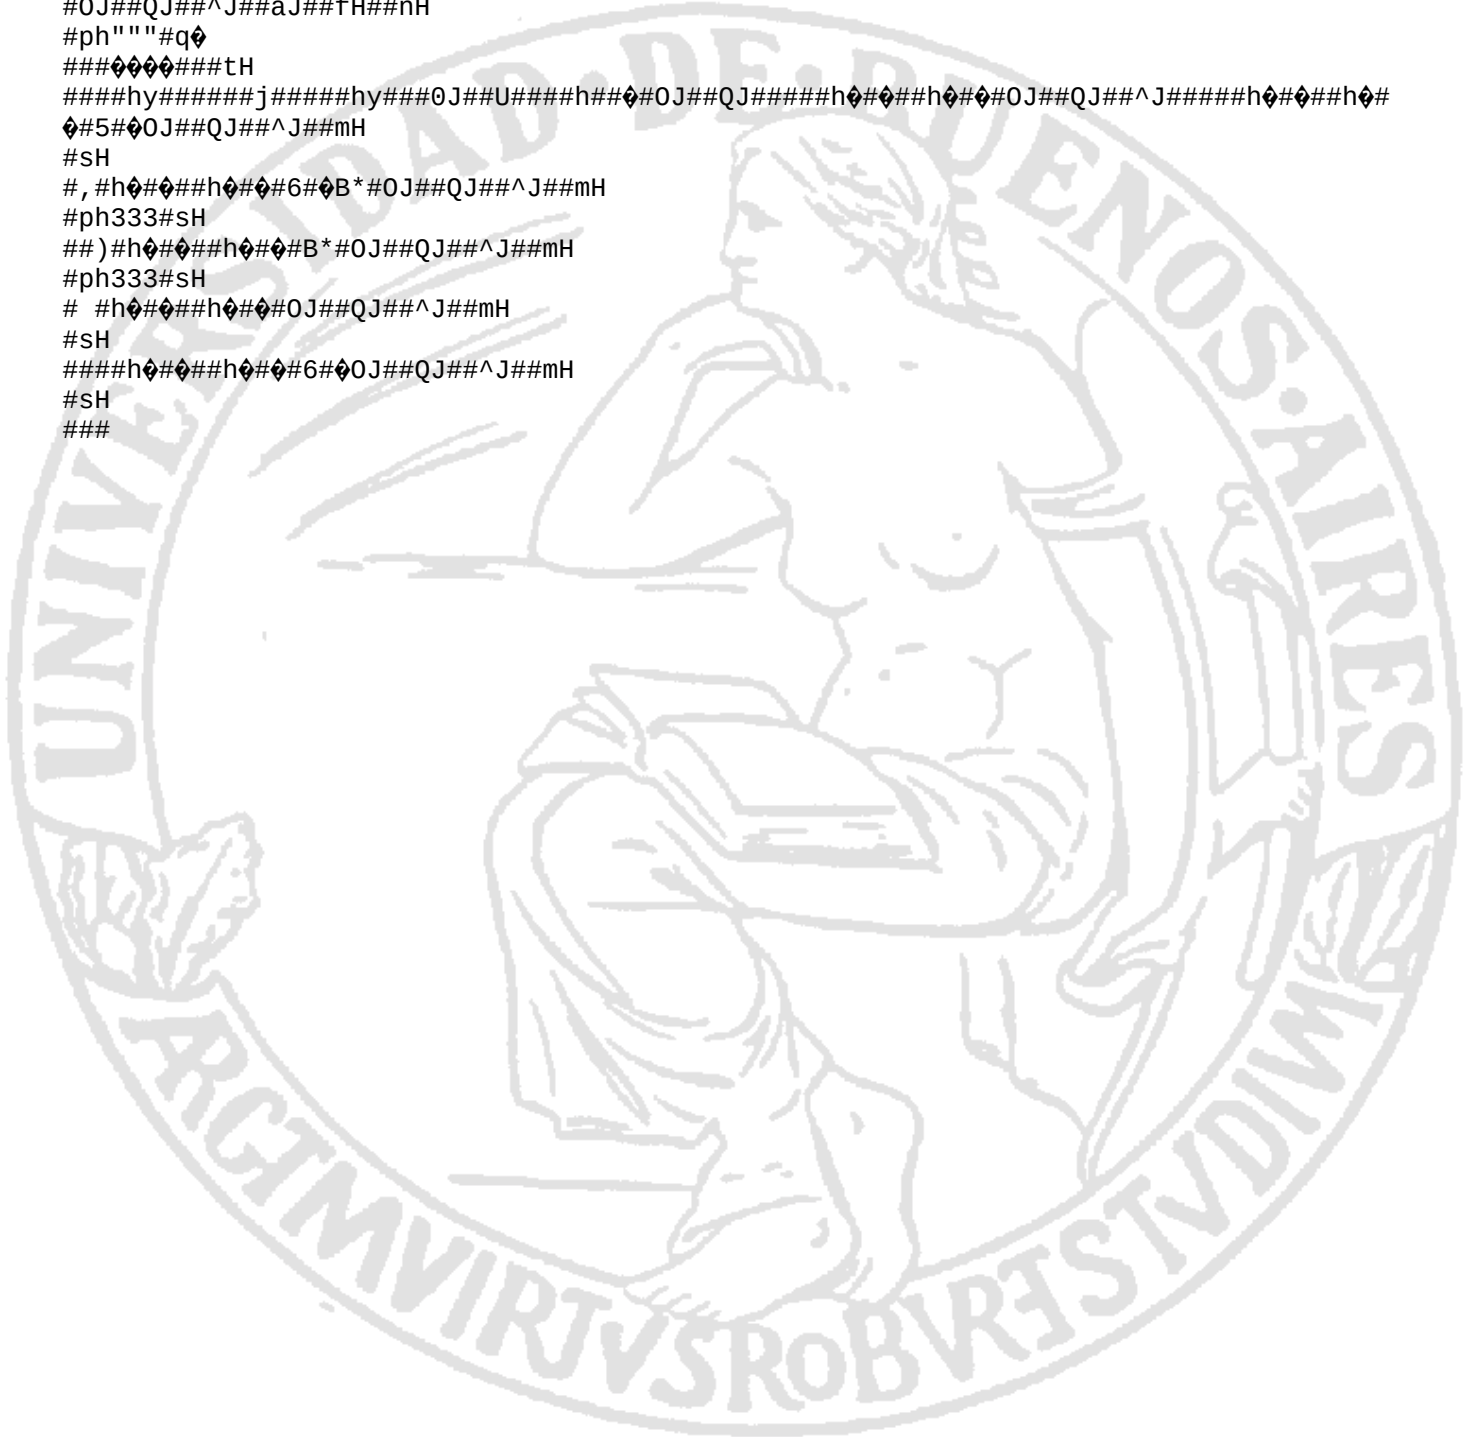 #OJ##QJ##^J##aJ##fH##nH
#ph"""#q�
###����###tH
####hy######j#####hy###0J##U####h##�#OJ##QJ#####h�#�##h�#�#OJ##QJ##^J#####h�#�##h�#
�#5#�OJ##QJ##^J##mH
#sH
#,#h�#�##h�#�#6#�B*#OJ##QJ##^J##mH
#ph333#sH
##)#h�#�##h�#�#B*#OJ##QJ##^J##mH
#ph333#sH
# #h�#�##h�#�#OJ##QJ##^J##mH
#sH
####h�#�##h�#�#6#�OJ##QJ##^J##mH
#sH
###
UNIVERSIDAD·DE·BUENOS·AIRES
ARGTMVIRTVSROBVRETSTVDIVM